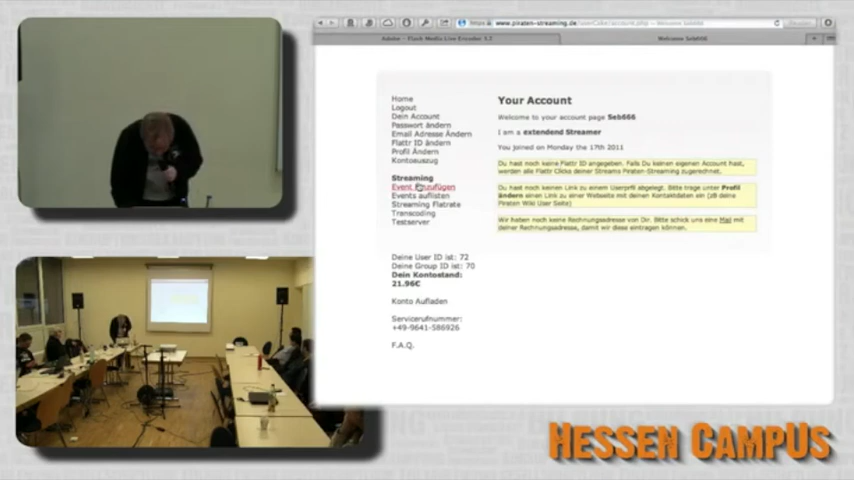 www.piraten-streaming.de/userCake/account.php — Welcome Seb666
Adobe - Flash Media Live Encoder 3.2
Welcome Seb666
Home
Logout
Dein Account
Passwort ändern
Email Adresse Ändern
Flattr ID ändern
Profil Ändern
Kontoauszug
Streaming
Event hinzufügen
Events auflisten
Streaming Flatrate
Transcoding
Testserver
Deine User ID ist: 72
Deine Group ID ist: 70
Dein Kontostand:
21.96€
Konto Aufladen
Servicerufnummer:
+49-9641-586926
F.A.Q.
Your Account
Welcome to your account page Seb666
I am a extendend Streamer
You joined on Monday the 17th 2011
Du hast noch keine Flattr ID angegeben. Falls Du keinen eigenen Account hast,
werden alle Flattr Clicks deiner Streams Piraten-Streaming zugerechnet.
Du hast noch keinen Link zu einem Userprofil abgelegt. Bitte trage unter Profil
ändern einen Link zu einer Webseite mit deinen Kontaktdaten ein (zB deine
Piraten Wiki User Seite)
Wir haben noch keine Rechnungsadresse von Dir. Bitte schick uns eine Mail mit
deiner Rechnungsadresse, damit wir diese eintragen können.
HESSEN CAMPUS